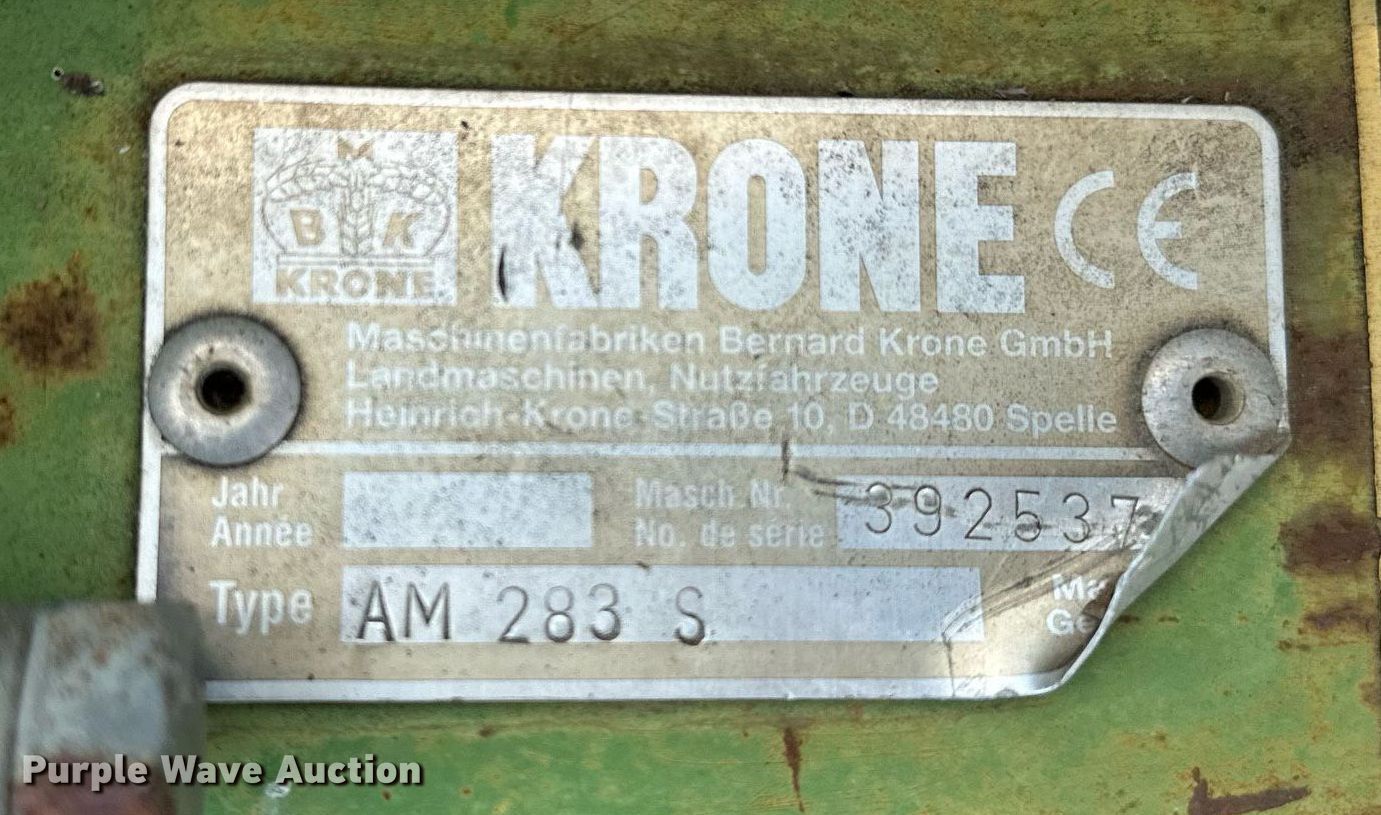 M
B K
KRONE
KRONE CE
Maschinenfabriken Bernard Krone GmbH
Landmaschinen, Nutzfahrzeuge
Heinrich-Krone-Straße 10, D 48480 Spelle
Jahr
Année
Masch.Nr.
No. de série
392537
Type
AM 283 S
Purple Wave Auction